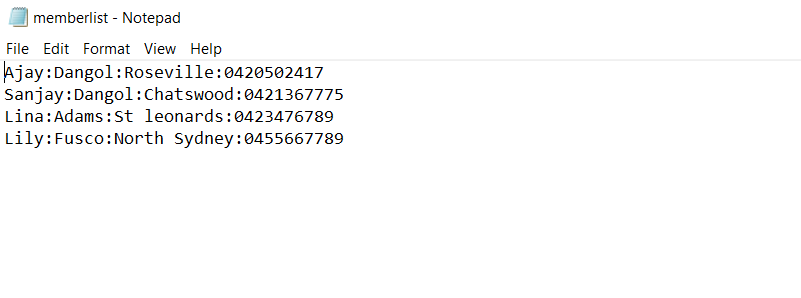 memberlist - Notepad
File Edit Format View Help
Ajay:Dangol:Roseville:0420502417
Sanjay:Dangol:Chatswood:0421367775
Lina:Adams:St leonards:0423476789
Lily:Fusco:North Sydney:0455667789